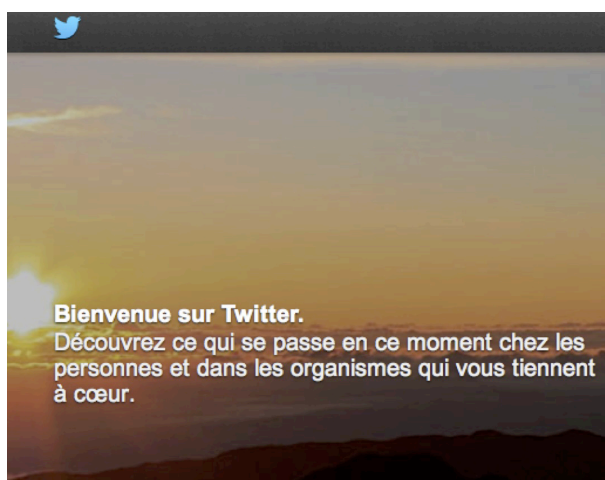 Bienvenue sur Twitter.
Découvrez ce qui se passe en ce moment chez les
personnes et dans les organismes qui vous tiennent
à cœur.